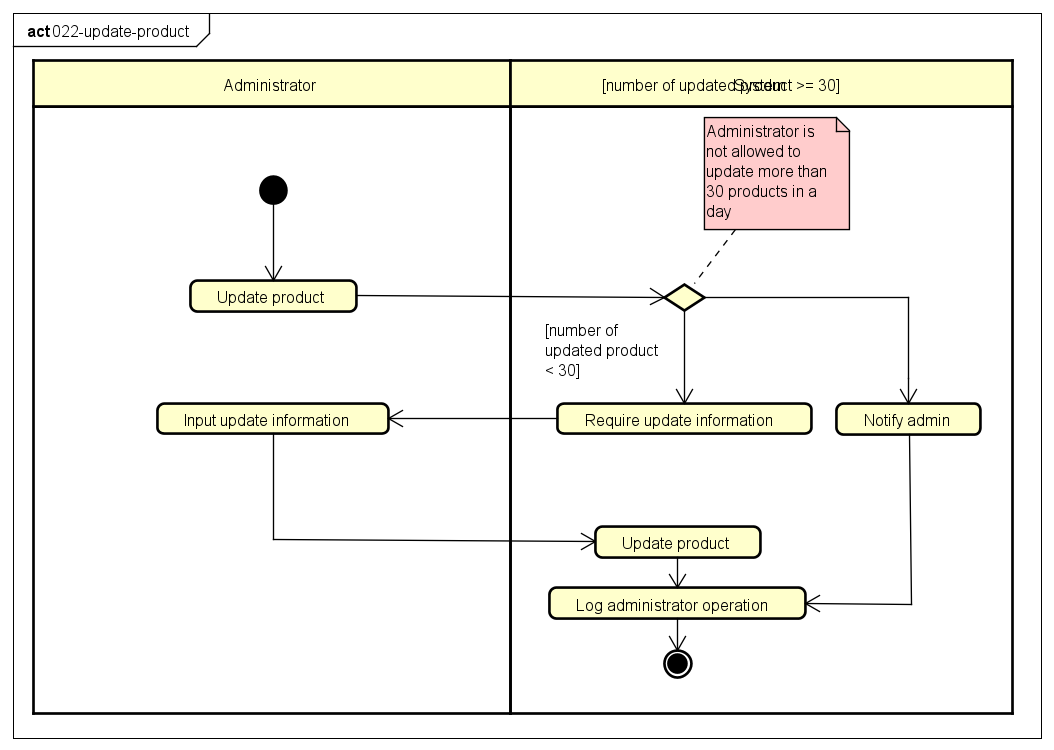 act 022-update-product
Administrator
[number of updated product >= 30]
System
Administrator is
not allowed to
update more than
30 products in a
day
Update product
[number of
updated product
< 30]
Input update information
Require update information
Notify admin
Update product
Log administrator operation